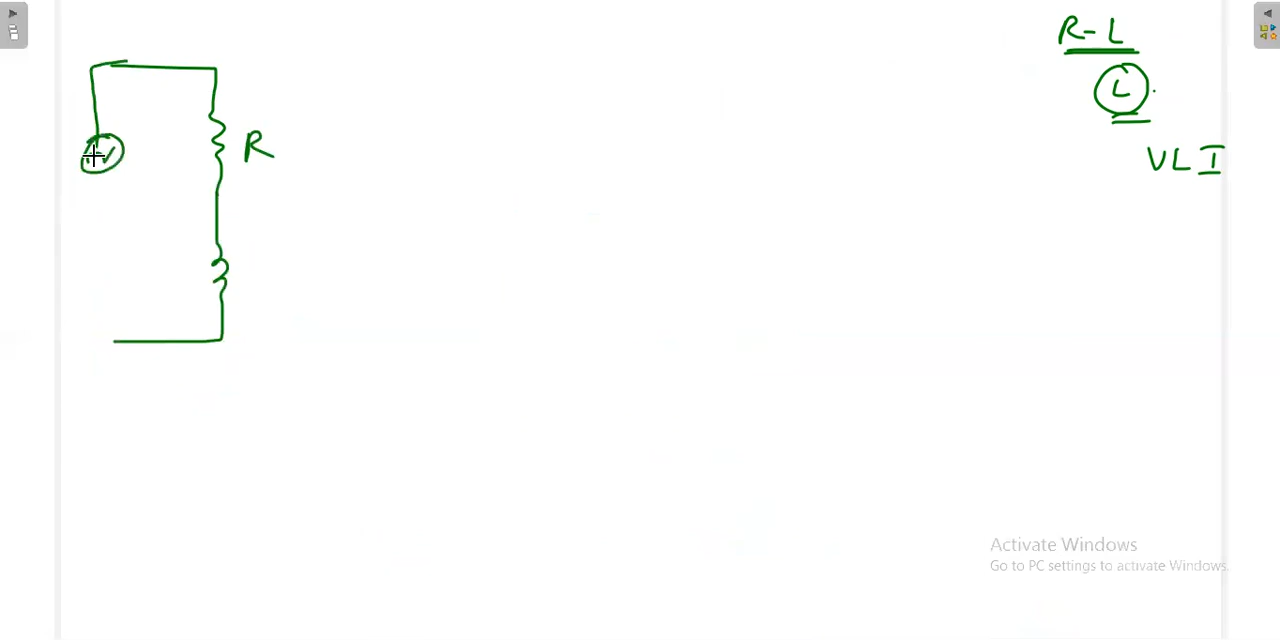 R-L
L
R
VLI
Activate Windows
Go to PC settings to activate Windows.